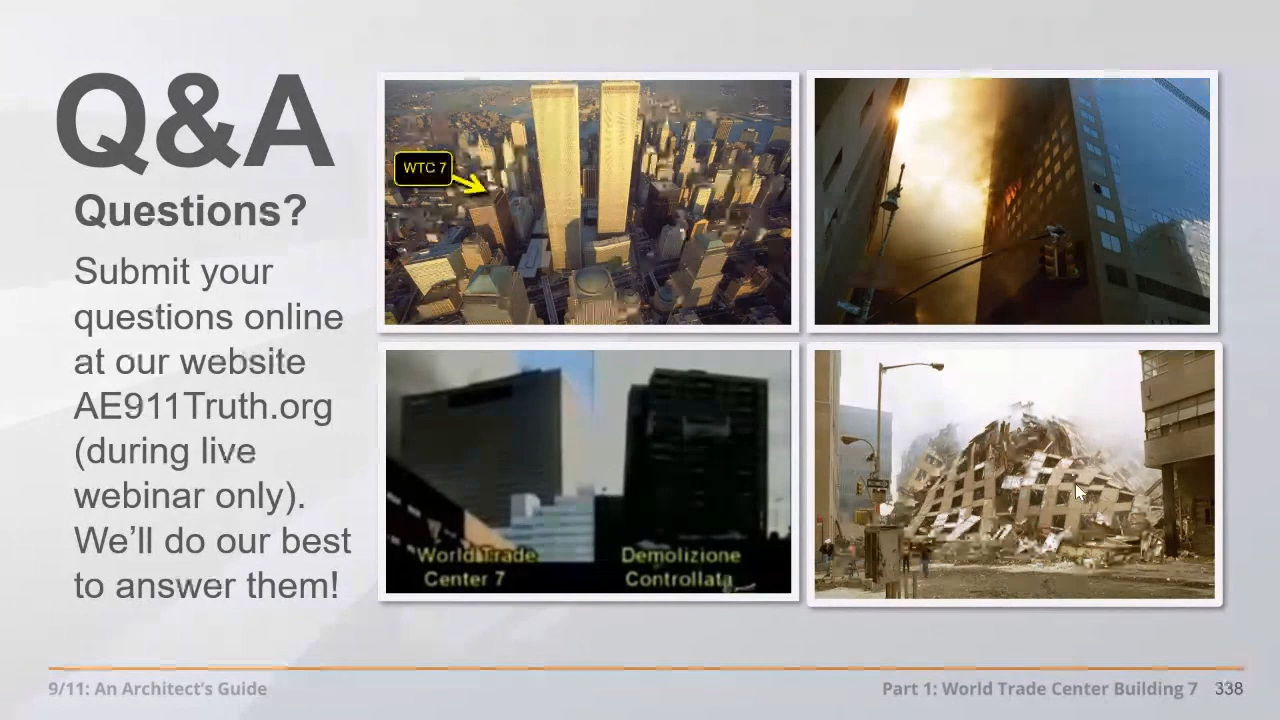 Q&A
Questions?
Submit your
questions online
at our website
AE911Truth.org
(during live
webinar only).
We’ll do our best
to answer them!
WTC 7
World Trade
Center 7
Demolizione
Controllata
9/11: An Architect's Guide
Part 1: World Trade Center Building 7 338